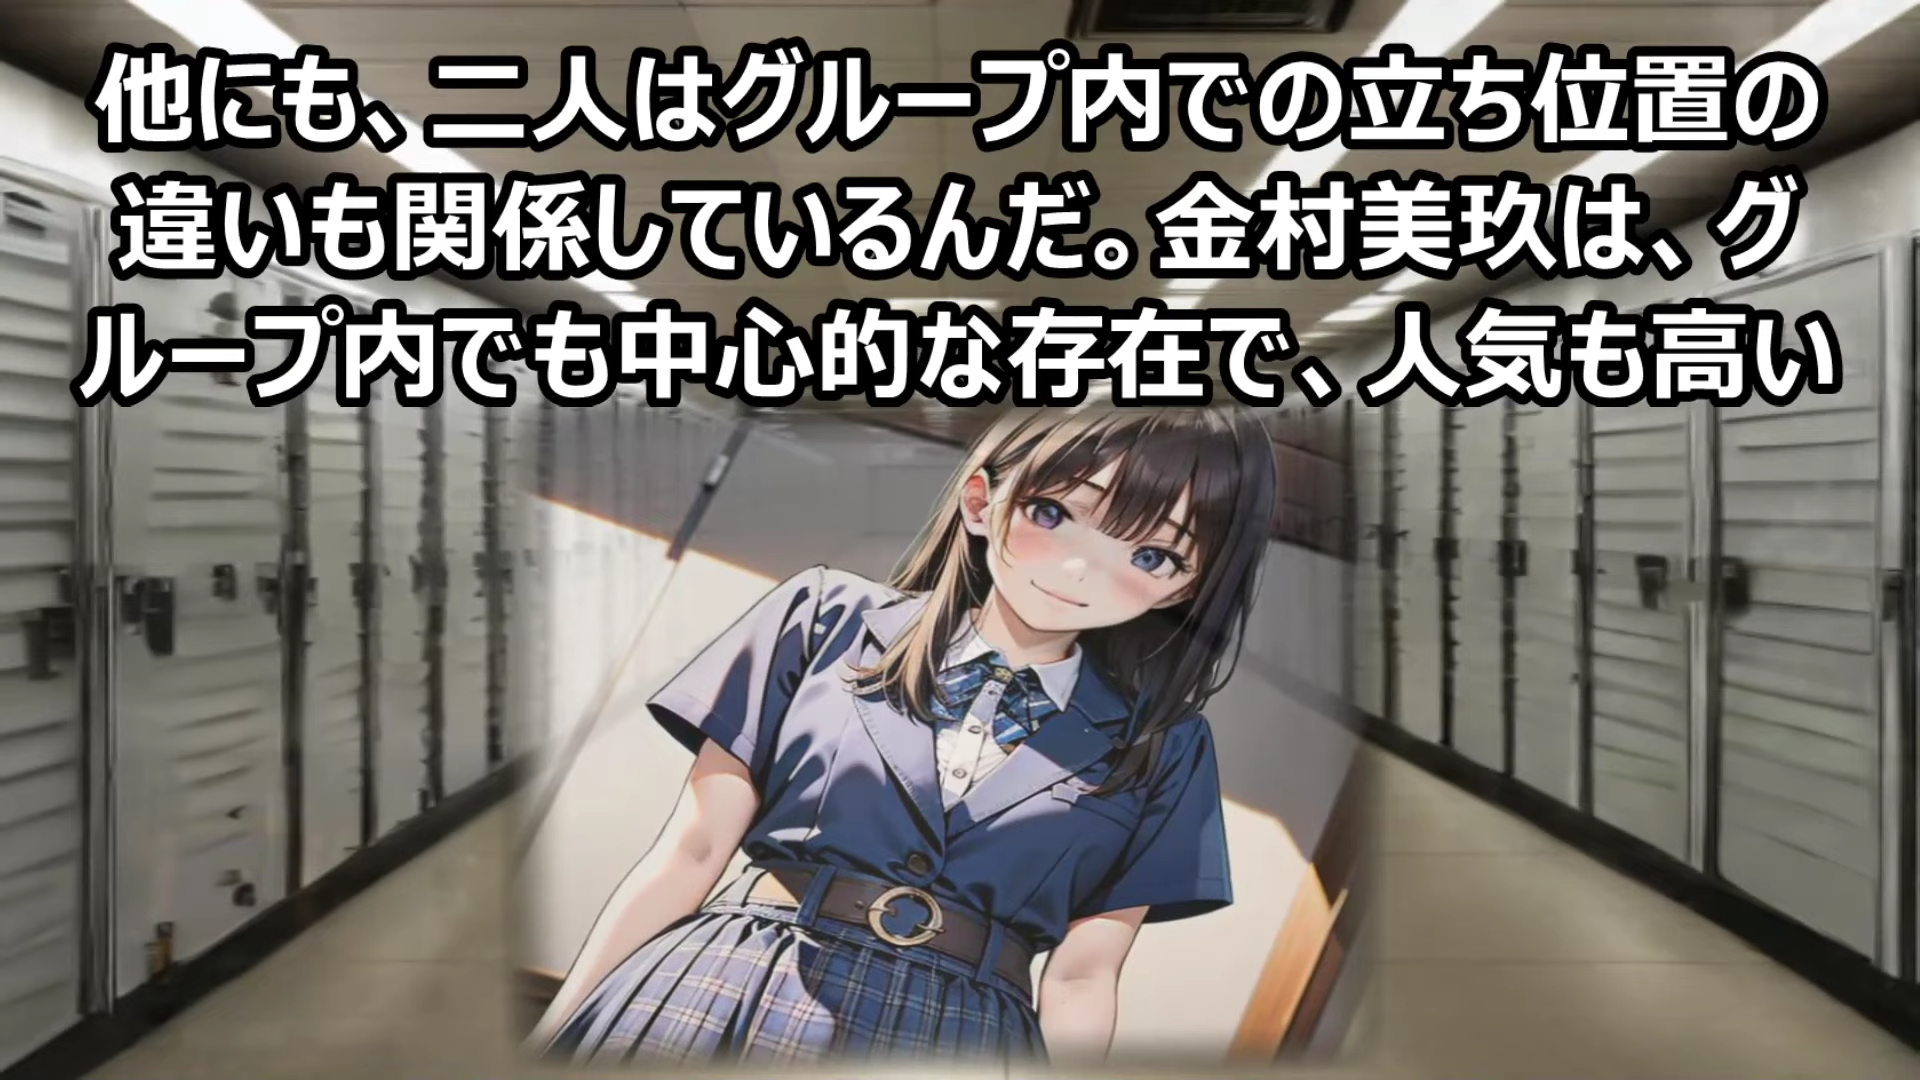 他にも、二人はグループ内での立ち位置の
違いも関係しているんだ。金村美玖は、グ
ループ内でも中心的な存在で、人気も高い